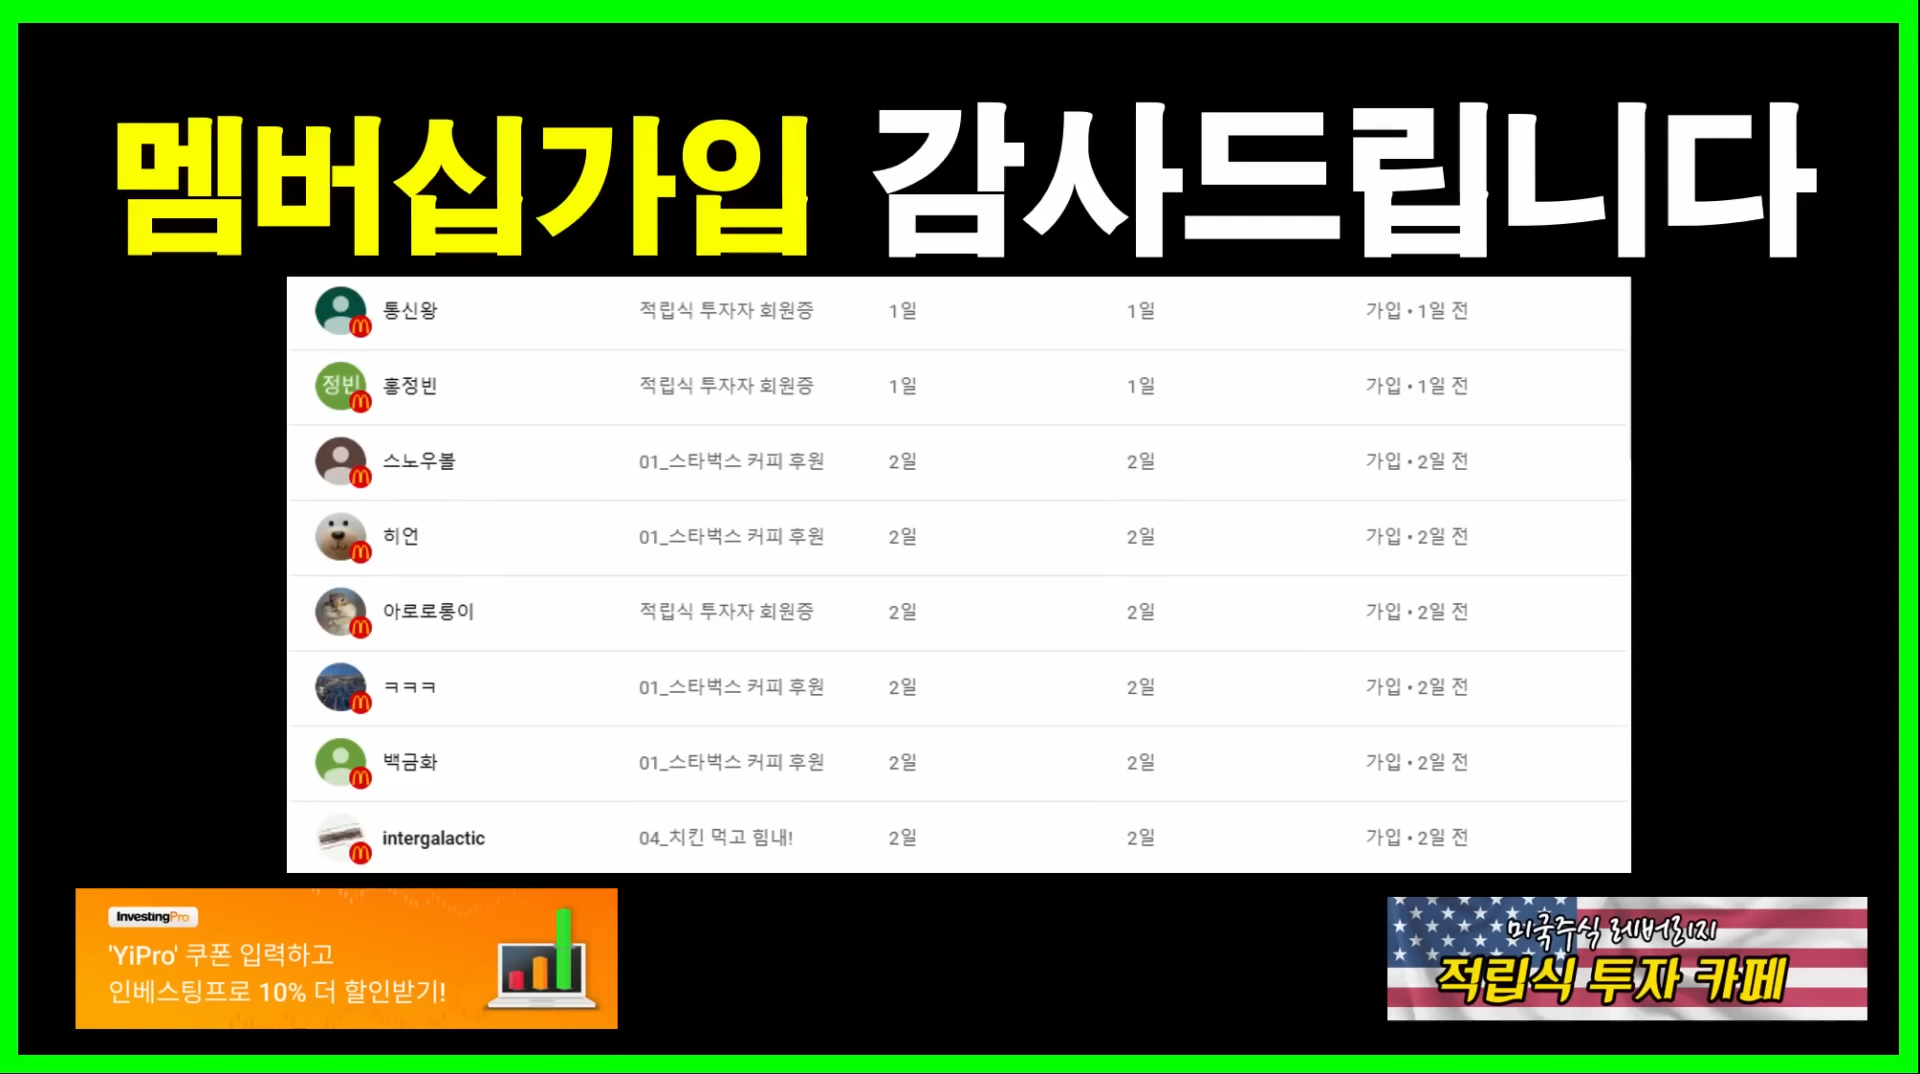 멤버십가입 감사드립니다
통신왕 적립식 투자자 회원증 1일 1일 가입 • 1일 전
정빈 홍정빈 적립식 투자자 회원증 1일 1일 가입 • 1일 전
스노우볼 01_스타벅스 커피 후원 2일 2일 가입 • 2일 전
히언 01_스타벅스 커피 후원 2일 2일 가입 • 2일 전
아로로롱이 적립식 투자자 회원증 2일 2일 가입 • 2일 전
ㅋㅋㅋ 01_스타벅스 커피 후원 2일 2일 가입 • 2일 전
백금화 01_스타벅스 커피 후원 2일 2일 가입 • 2일 전
intergalactic 04_치킨 먹고 힘내! 2일 2일 가입 • 2일 전
InvestingPro
'YiPro' 쿠폰 입력하고
인베스팅프로 10% 더 할인받기!
미국주식 레버리지
적립식 투자 카페